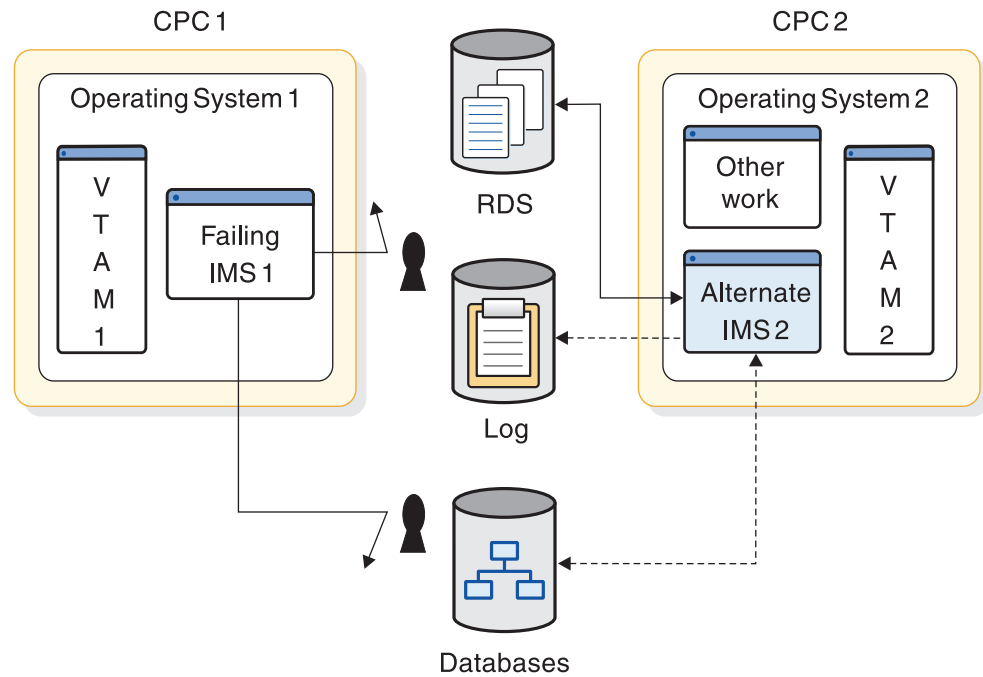 CPC 1
CPC 2
Operating System 1
V
T
A
M
1
Failing
IMS 1
RDS
Log
Databases
Operating System 2
Other
work
Alternate
IMS 2
V
T
A
M
2